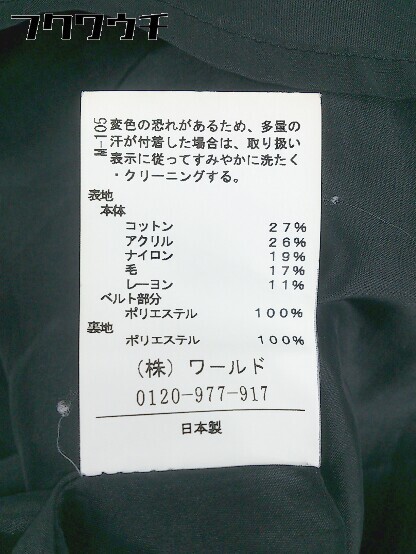 フクワウチ
M-105
変色の恐れがあるため、多量の
汗が付着した場合は、取り扱い
表示に従ってすみやかに洗たく
・クリーニングする。
表地
本体
コットン 27%
アクリル 26%
ナイロン 19%
毛 17%
レーヨン 11%
ベルト部分
ポリエステル 100%
裏地
ポリエステル 100%
(株) ワールド
0120-977-917
日本製